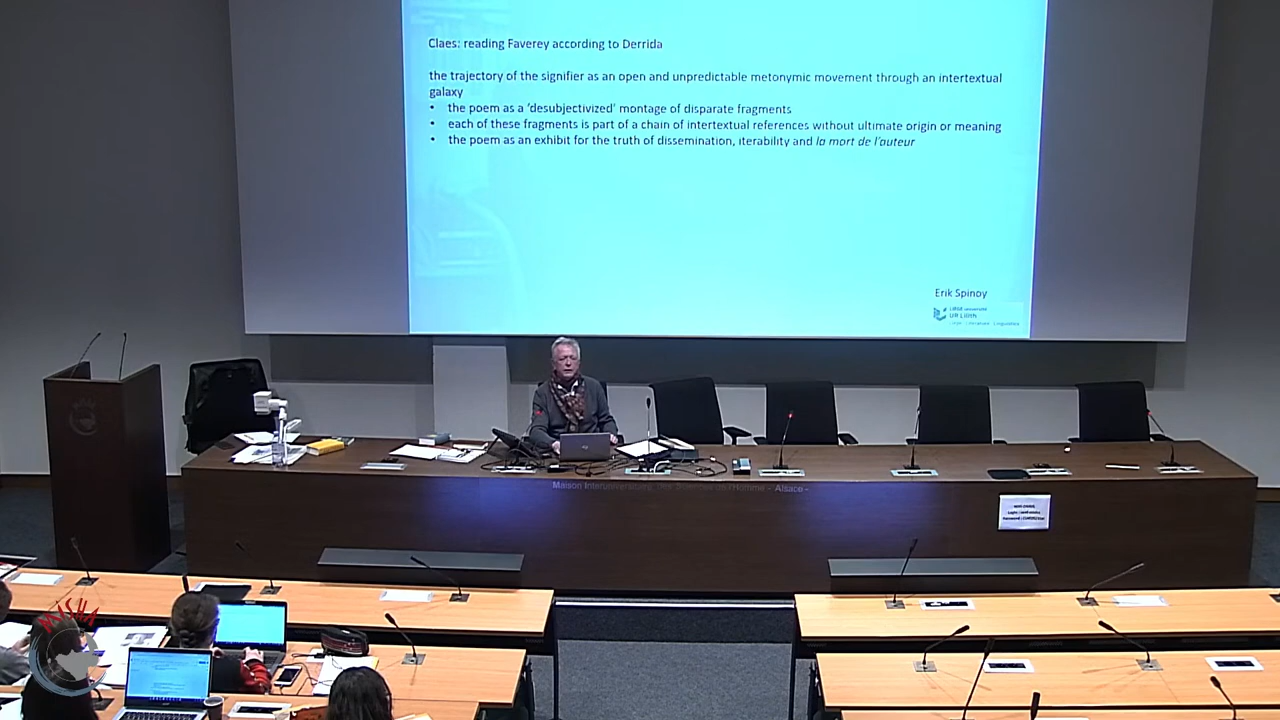 Claes: reading Faverey according to Derrida
the trajectory of the signifier as an open and unpredictable metonymic movement through an intertextual
galaxy
• the poem as a 'desubjectivized' montage of disparate fragments
• each of these fragments is part of a chain of intertextual references without ultimate origin or meaning
• the poem as an exhibit for the truth of dissemination, iterability and la mort de l'auteur
Erik Spinoy
UR Lilith
Maison Interuniversitaire des Sciences de l'Homme - Alsace -
MISHA